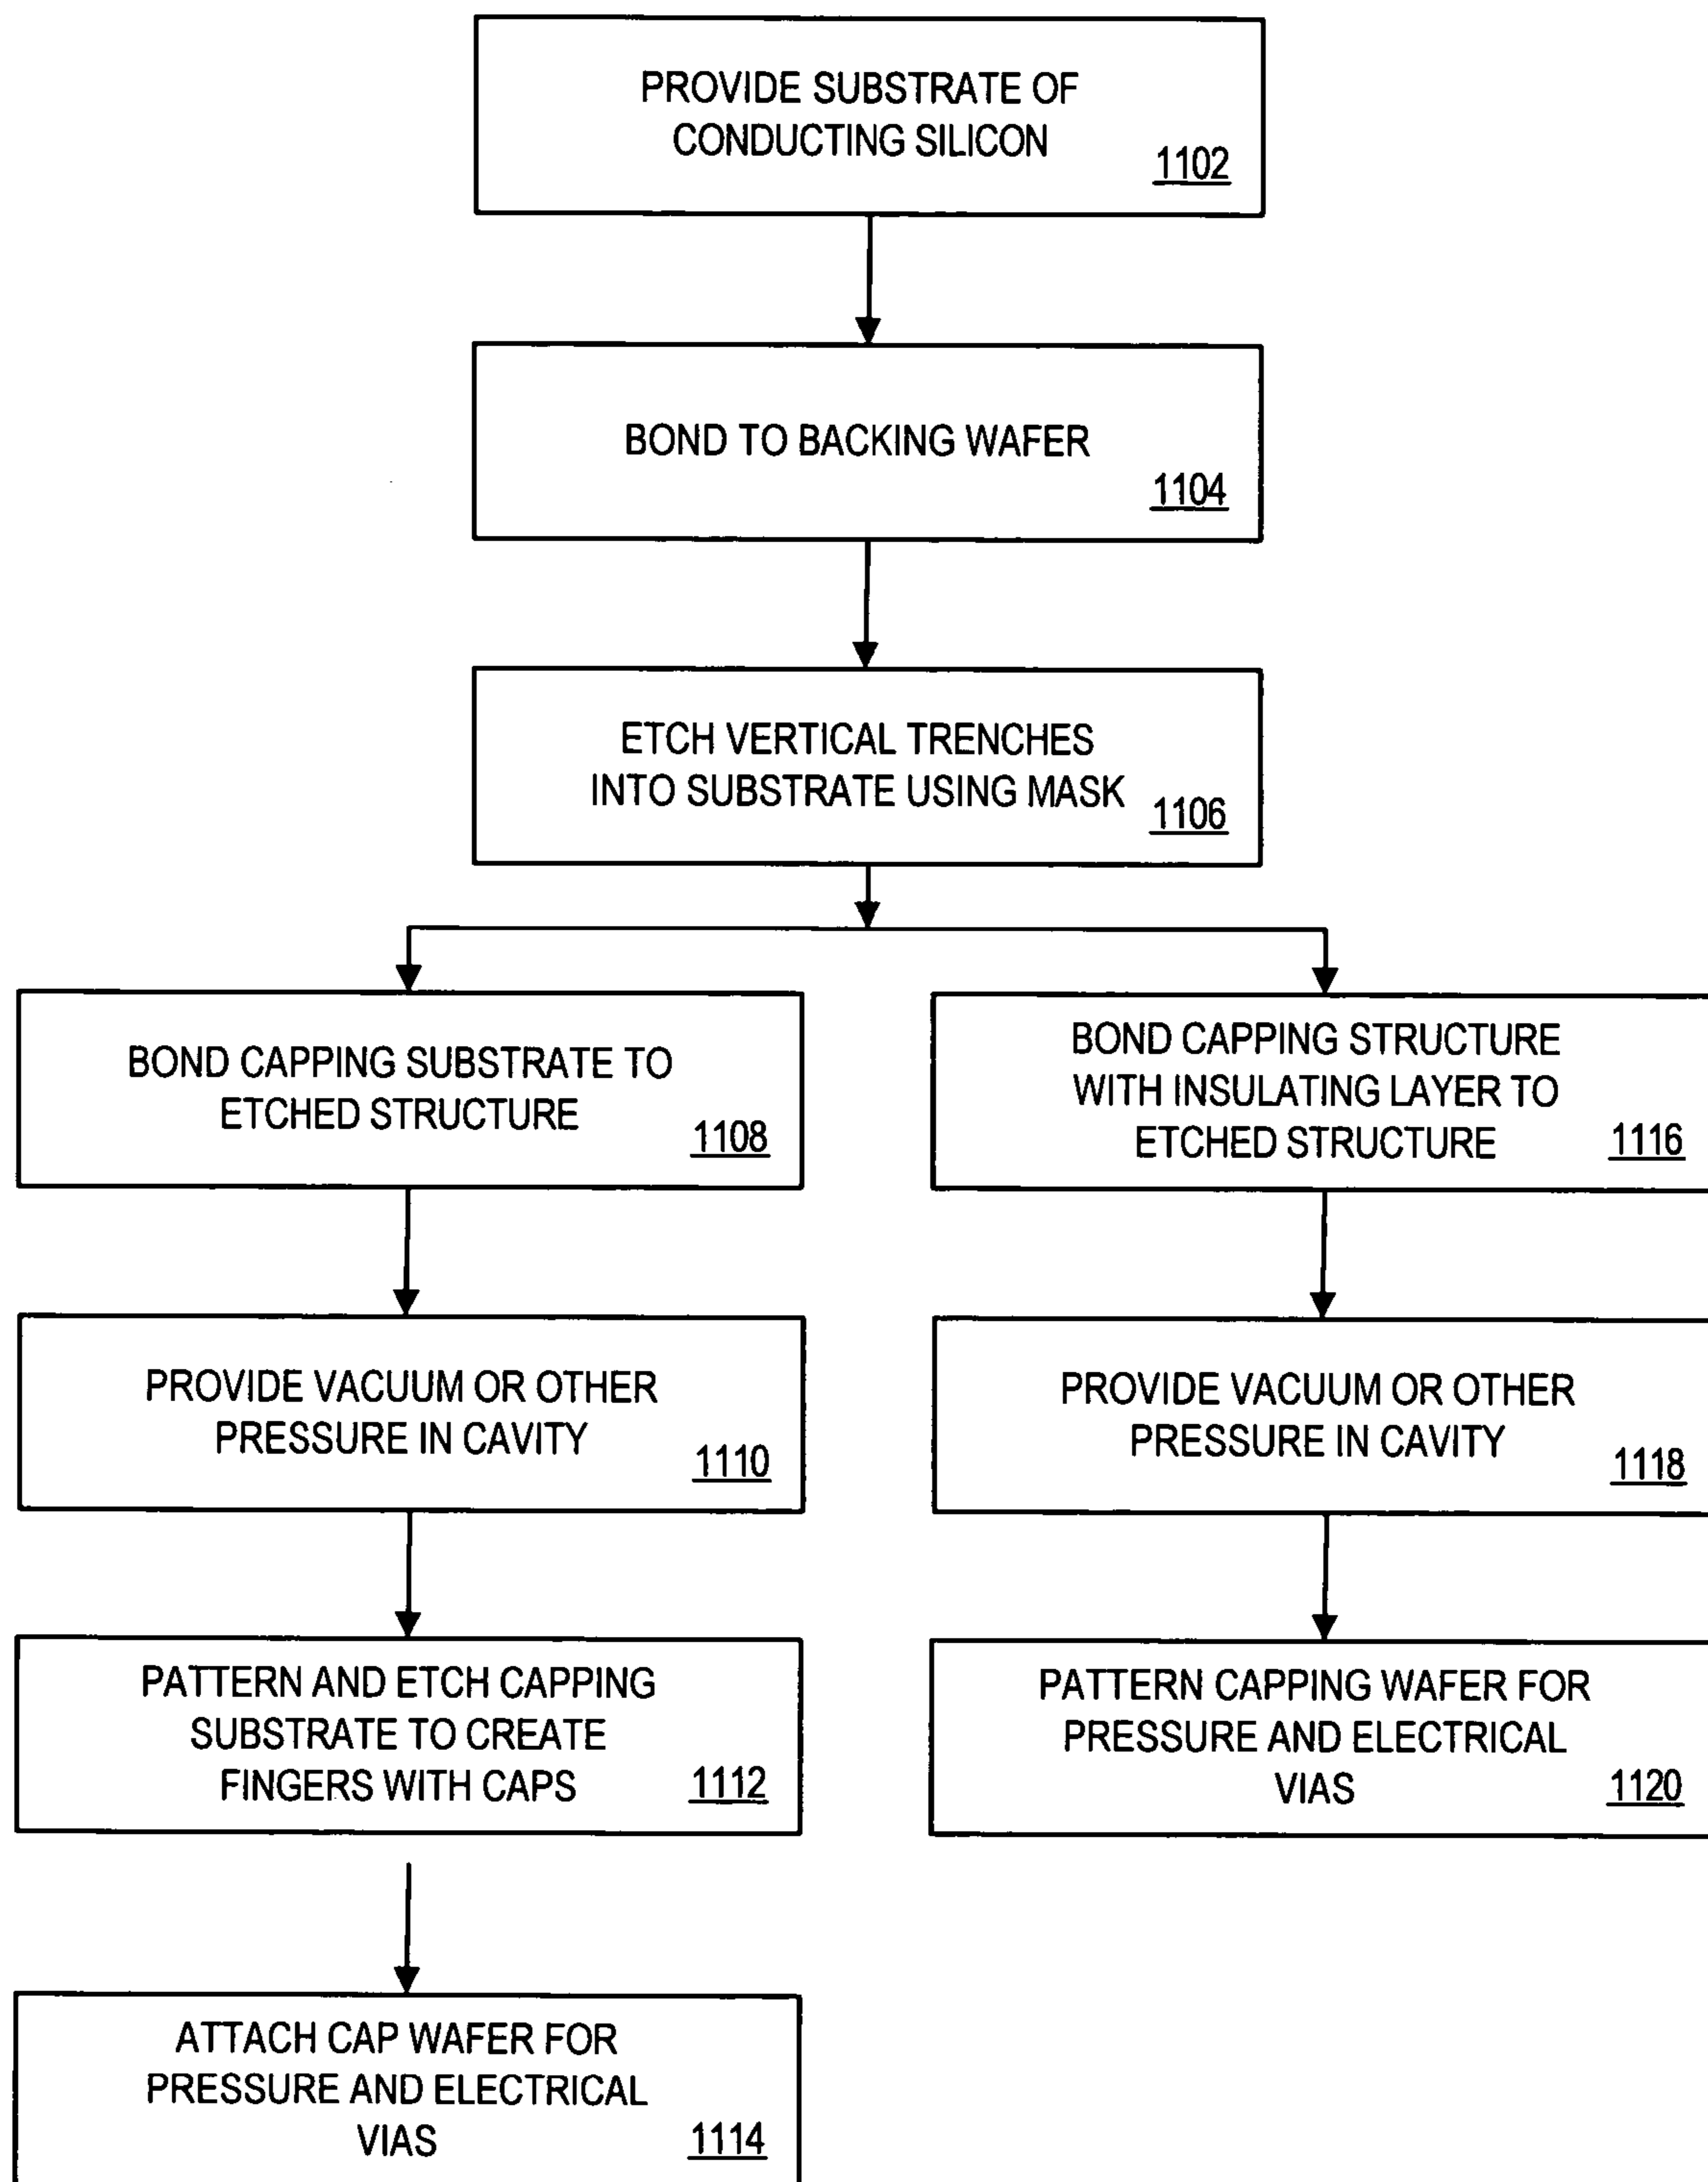 PROVIDE SUBSTRATE OF
CONDUCTING SILICON
1102
BOND TO BACKING WAFER
1104
ETCH VERTICAL TRENCHES
INTO SUBSTRATE USING MASK
1106
BOND CAPPING SUBSTRATE TO
ETCHED STRUCTURE
1108
PROVIDE VACUUM OR OTHER
PRESSURE IN CAVITY
1110
PATTERN AND ETCH CAPPING
SUBSTRATE TO CREATE
FINGERS WITH CAPS
1112
ATTACH CAP WAFER FOR
PRESSURE AND ELECTRICAL
VIAS
1114
BOND CAPPING STRUCTURE
WITH INSULATING LAYER TO
ETCHED STRUCTURE
1116
PROVIDE VACUUM OR OTHER
PRESSURE IN CAVITY
1118
PATTERN CAPPING WAFER FOR
PRESSURE AND ELECTRICAL
VIAS
1120